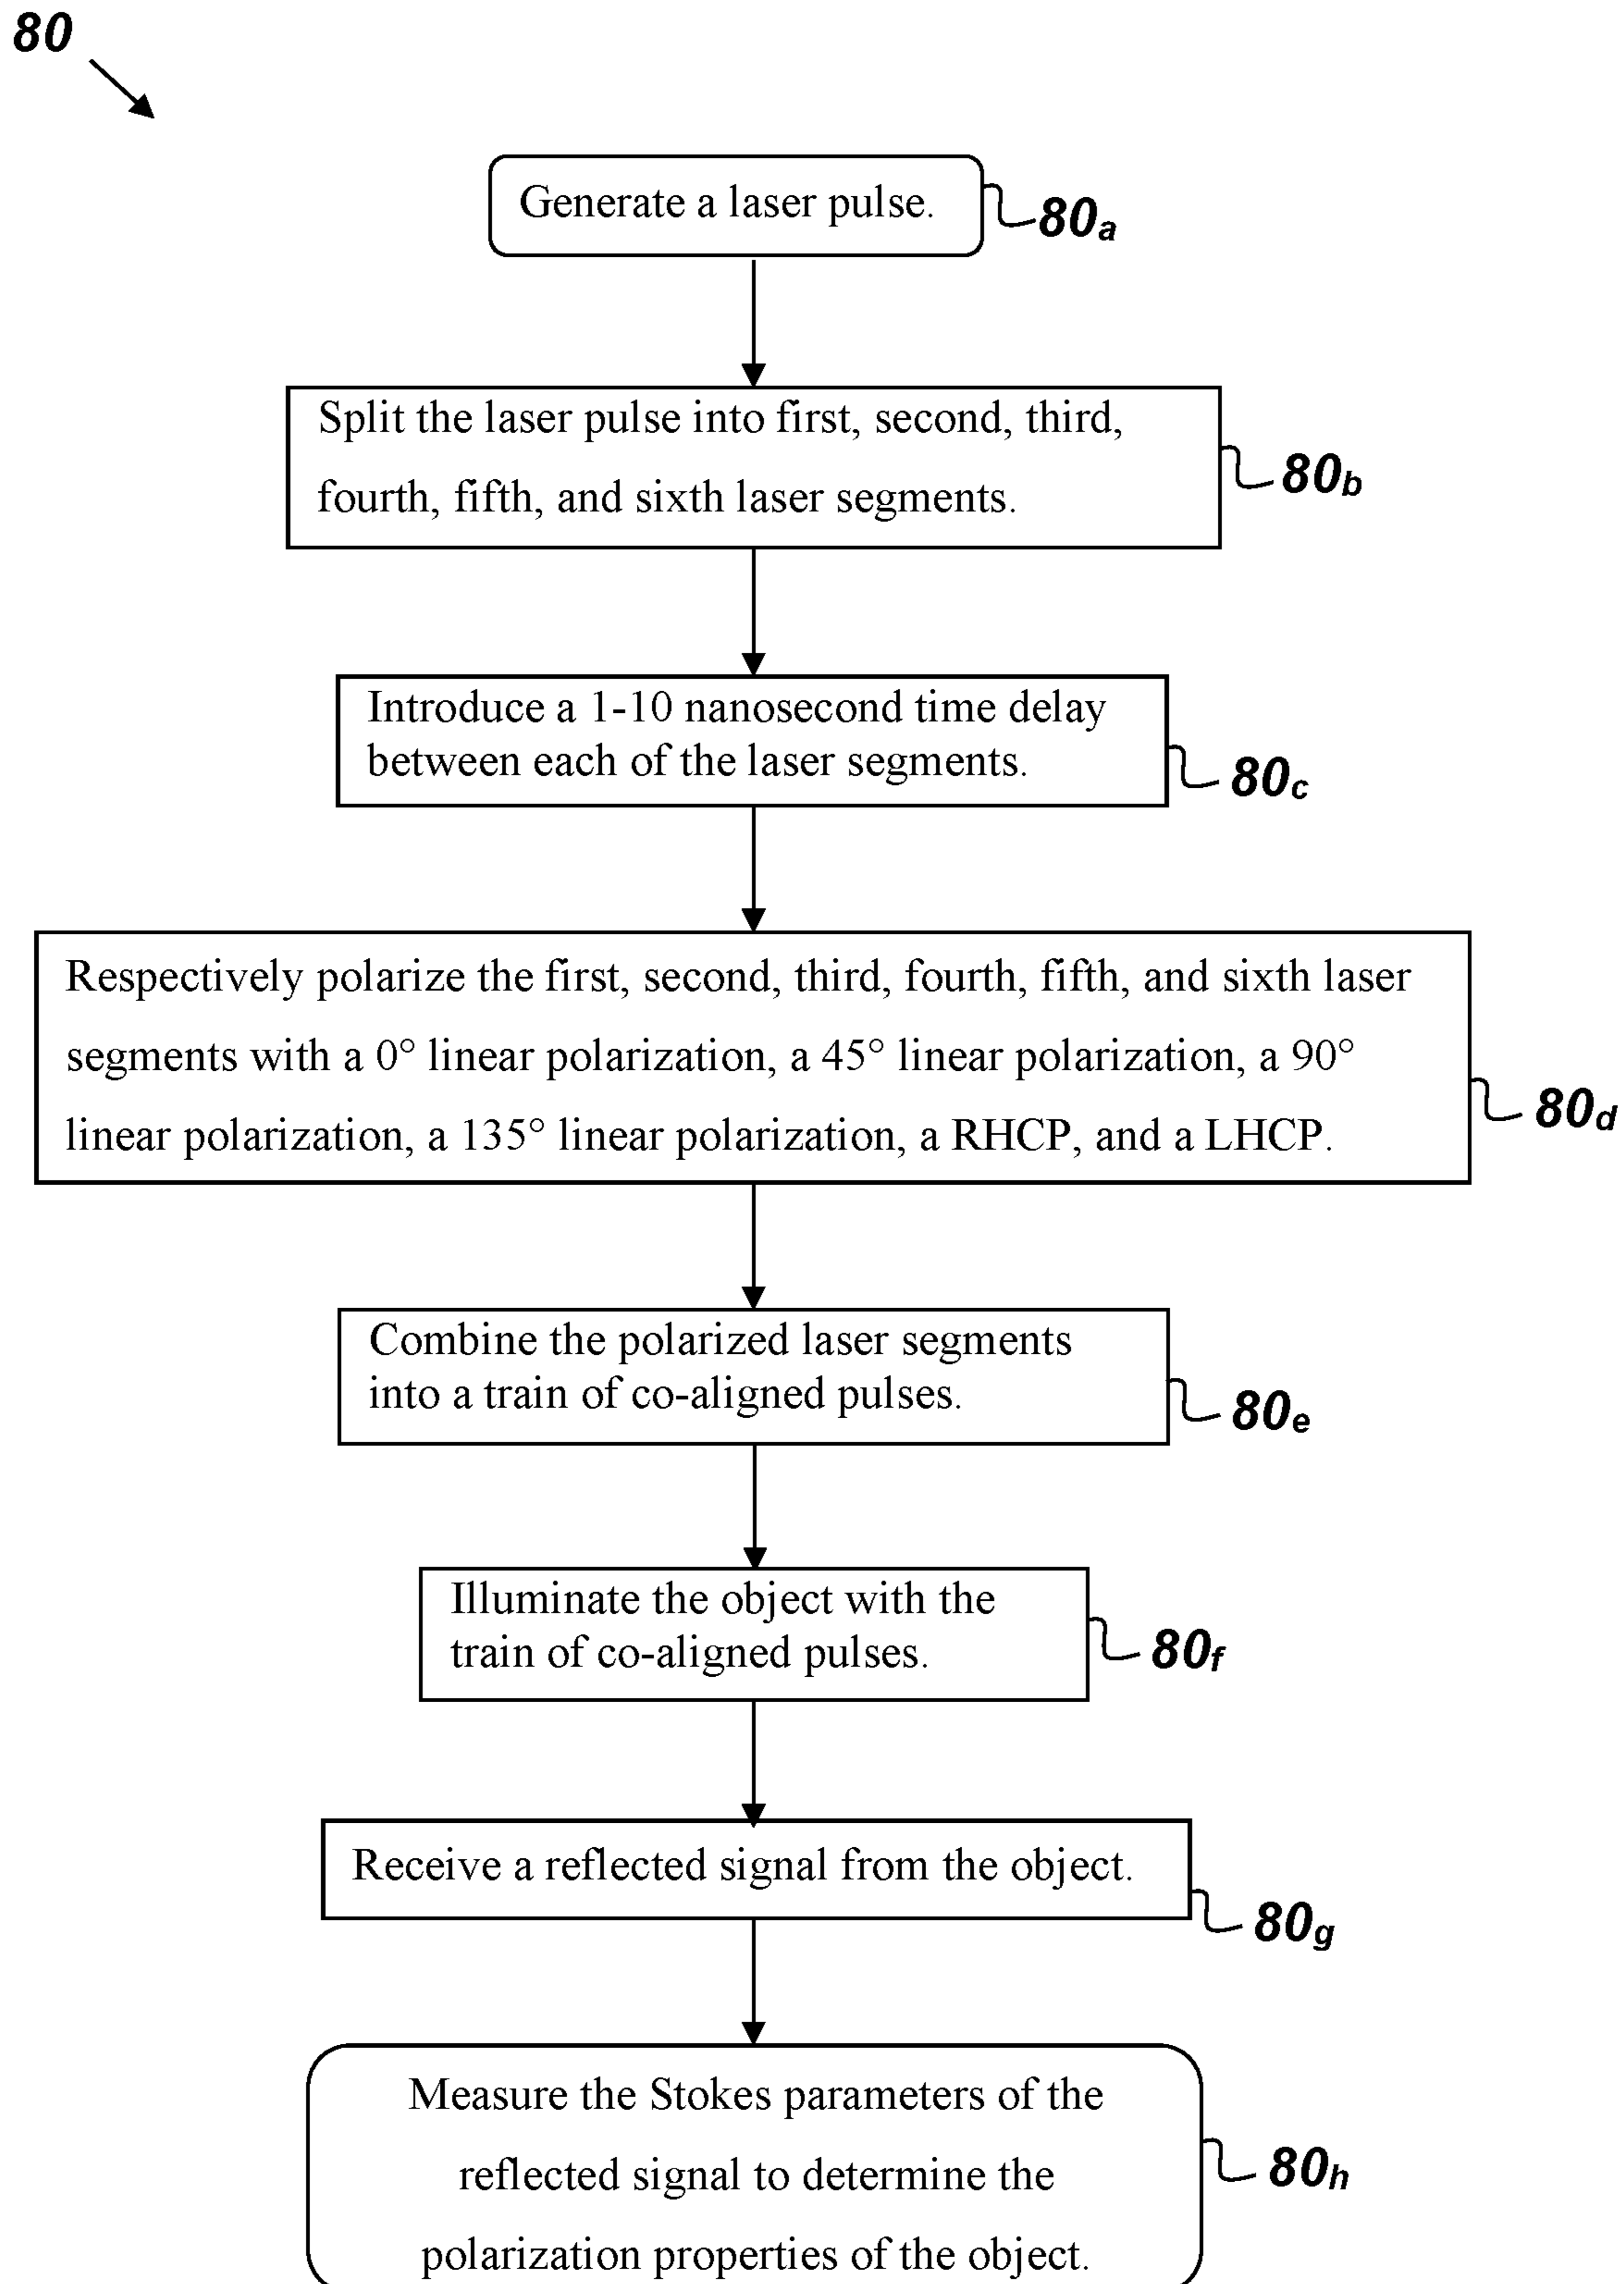 80
Generate a laser pulse.
80a
Split the laser pulse into first, second, third,
fourth, fifth, and sixth laser segments.
80b
Introduce a 1-10 nanosecond time delay
between each of the laser segments.
80c
Respectively polarize the first, second, third, fourth, fifth, and sixth laser
segments with a 0° linear polarization, a 45° linear polarization, a 90°
linear polarization, a 135° linear polarization, a RHCP, and a LHCP.
80d
Combine the polarized laser segments
into a train of co-aligned pulses.
80e
Illuminate the object with the
train of co-aligned pulses.
80f
Receive a reflected signal from the object.
80g
Measure the Stokes parameters of the
reflected signal to determine the
polarization properties of the object.
80h